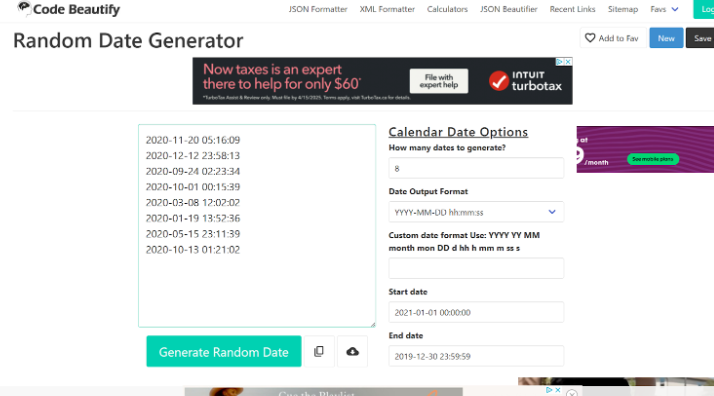 Code Beautify
JSON Formatter XML Formatter Calculators JSON Beautifier Recent Links Sitemap Favs Log
Random Date Generator
Add to Fav New Save
Now taxes is an expert
there to help for only $60*
*TurboTax Assist & Review only. Must file by 4/15/2025. Terms apply, visit TurboTax.com for details.
File with
expert help
INTUIT
turbotax
2020-11-20 05:16:09
2020-12-12 23:58:13
2020-09-24 02:23:34
2020-10-01 00:15:39
2020-03-08 12:02:02
2020-01-19 13:52:36
2020-05-15 23:11:39
2020-10-13 01:21:02
Generate Random Date
Calendar Date Options
How many dates to generate?
8
Date Output Format
YYYY-MM-DD hh:mm:ss
Custom date format Use: YYYY YY MM
month mon DD d hh h mm m ss s
Start date
2021-01-01 00:00:00
End date
2019-12-30 23:59:59
at
9
/month
See mobile plans